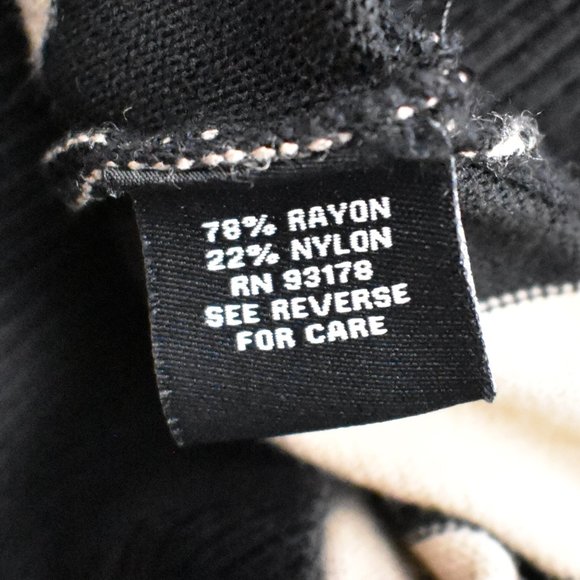 78% RAYON
22% NYLON
RN 93178
SEE REVERSE
FOR CARE